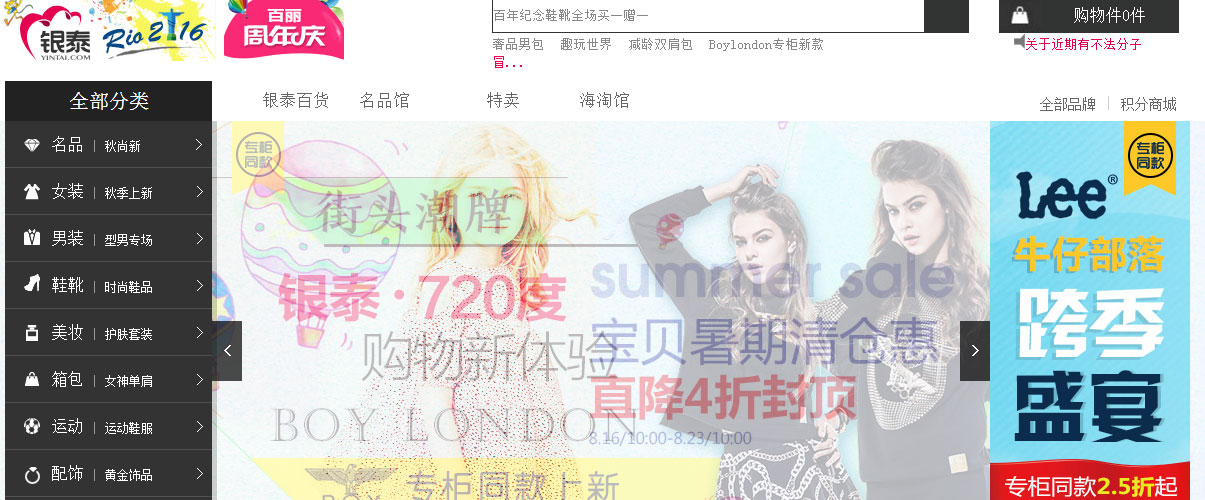 银泰
YINTAI.COM
Rio 2016
百丽
周年庆
百年纪念鞋靴全场买一赠一
购物件0件
奢品男包 趣玩世界 减龄双肩包 Boylondon专柜新款
冒...
关于近期有不法分子
全部分类
银泰百货 名品馆 特卖 海淘馆
全部品牌 | 积分商城
名品 | 秋尚新
女装 | 秋季上新
男装 | 型男专场
鞋靴 | 时尚鞋品
美妆 | 护肤套装
箱包 | 女神单肩
运动 | 运动鞋服
配饰 | 黄金饰品
专柜
同款
街头潮牌
银泰·720度
购物新体验
summer sale
宝贝暑期清仓惠
直降4折封顶
8.16/10:00-8.23/10:00
BOY LONDON
专柜同款上新
BOY
专柜
同款
Lee®
牛仔部落
跨季
盛宴
专柜同款2.5折起